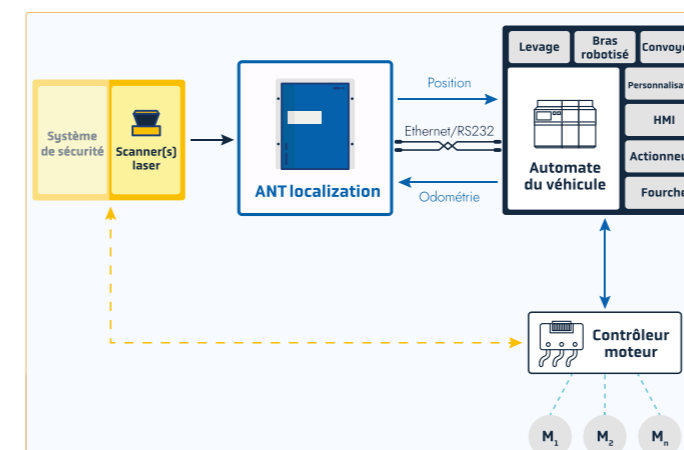 Levage
Bras
robotisé
Position
Ethernet/RS232
Système
de sécurité
Scanner(s)
laser
HMI
Automate
du véhicule
ANT localization
Odométrie
Contrôleur
moteur
M1
M2
Mn